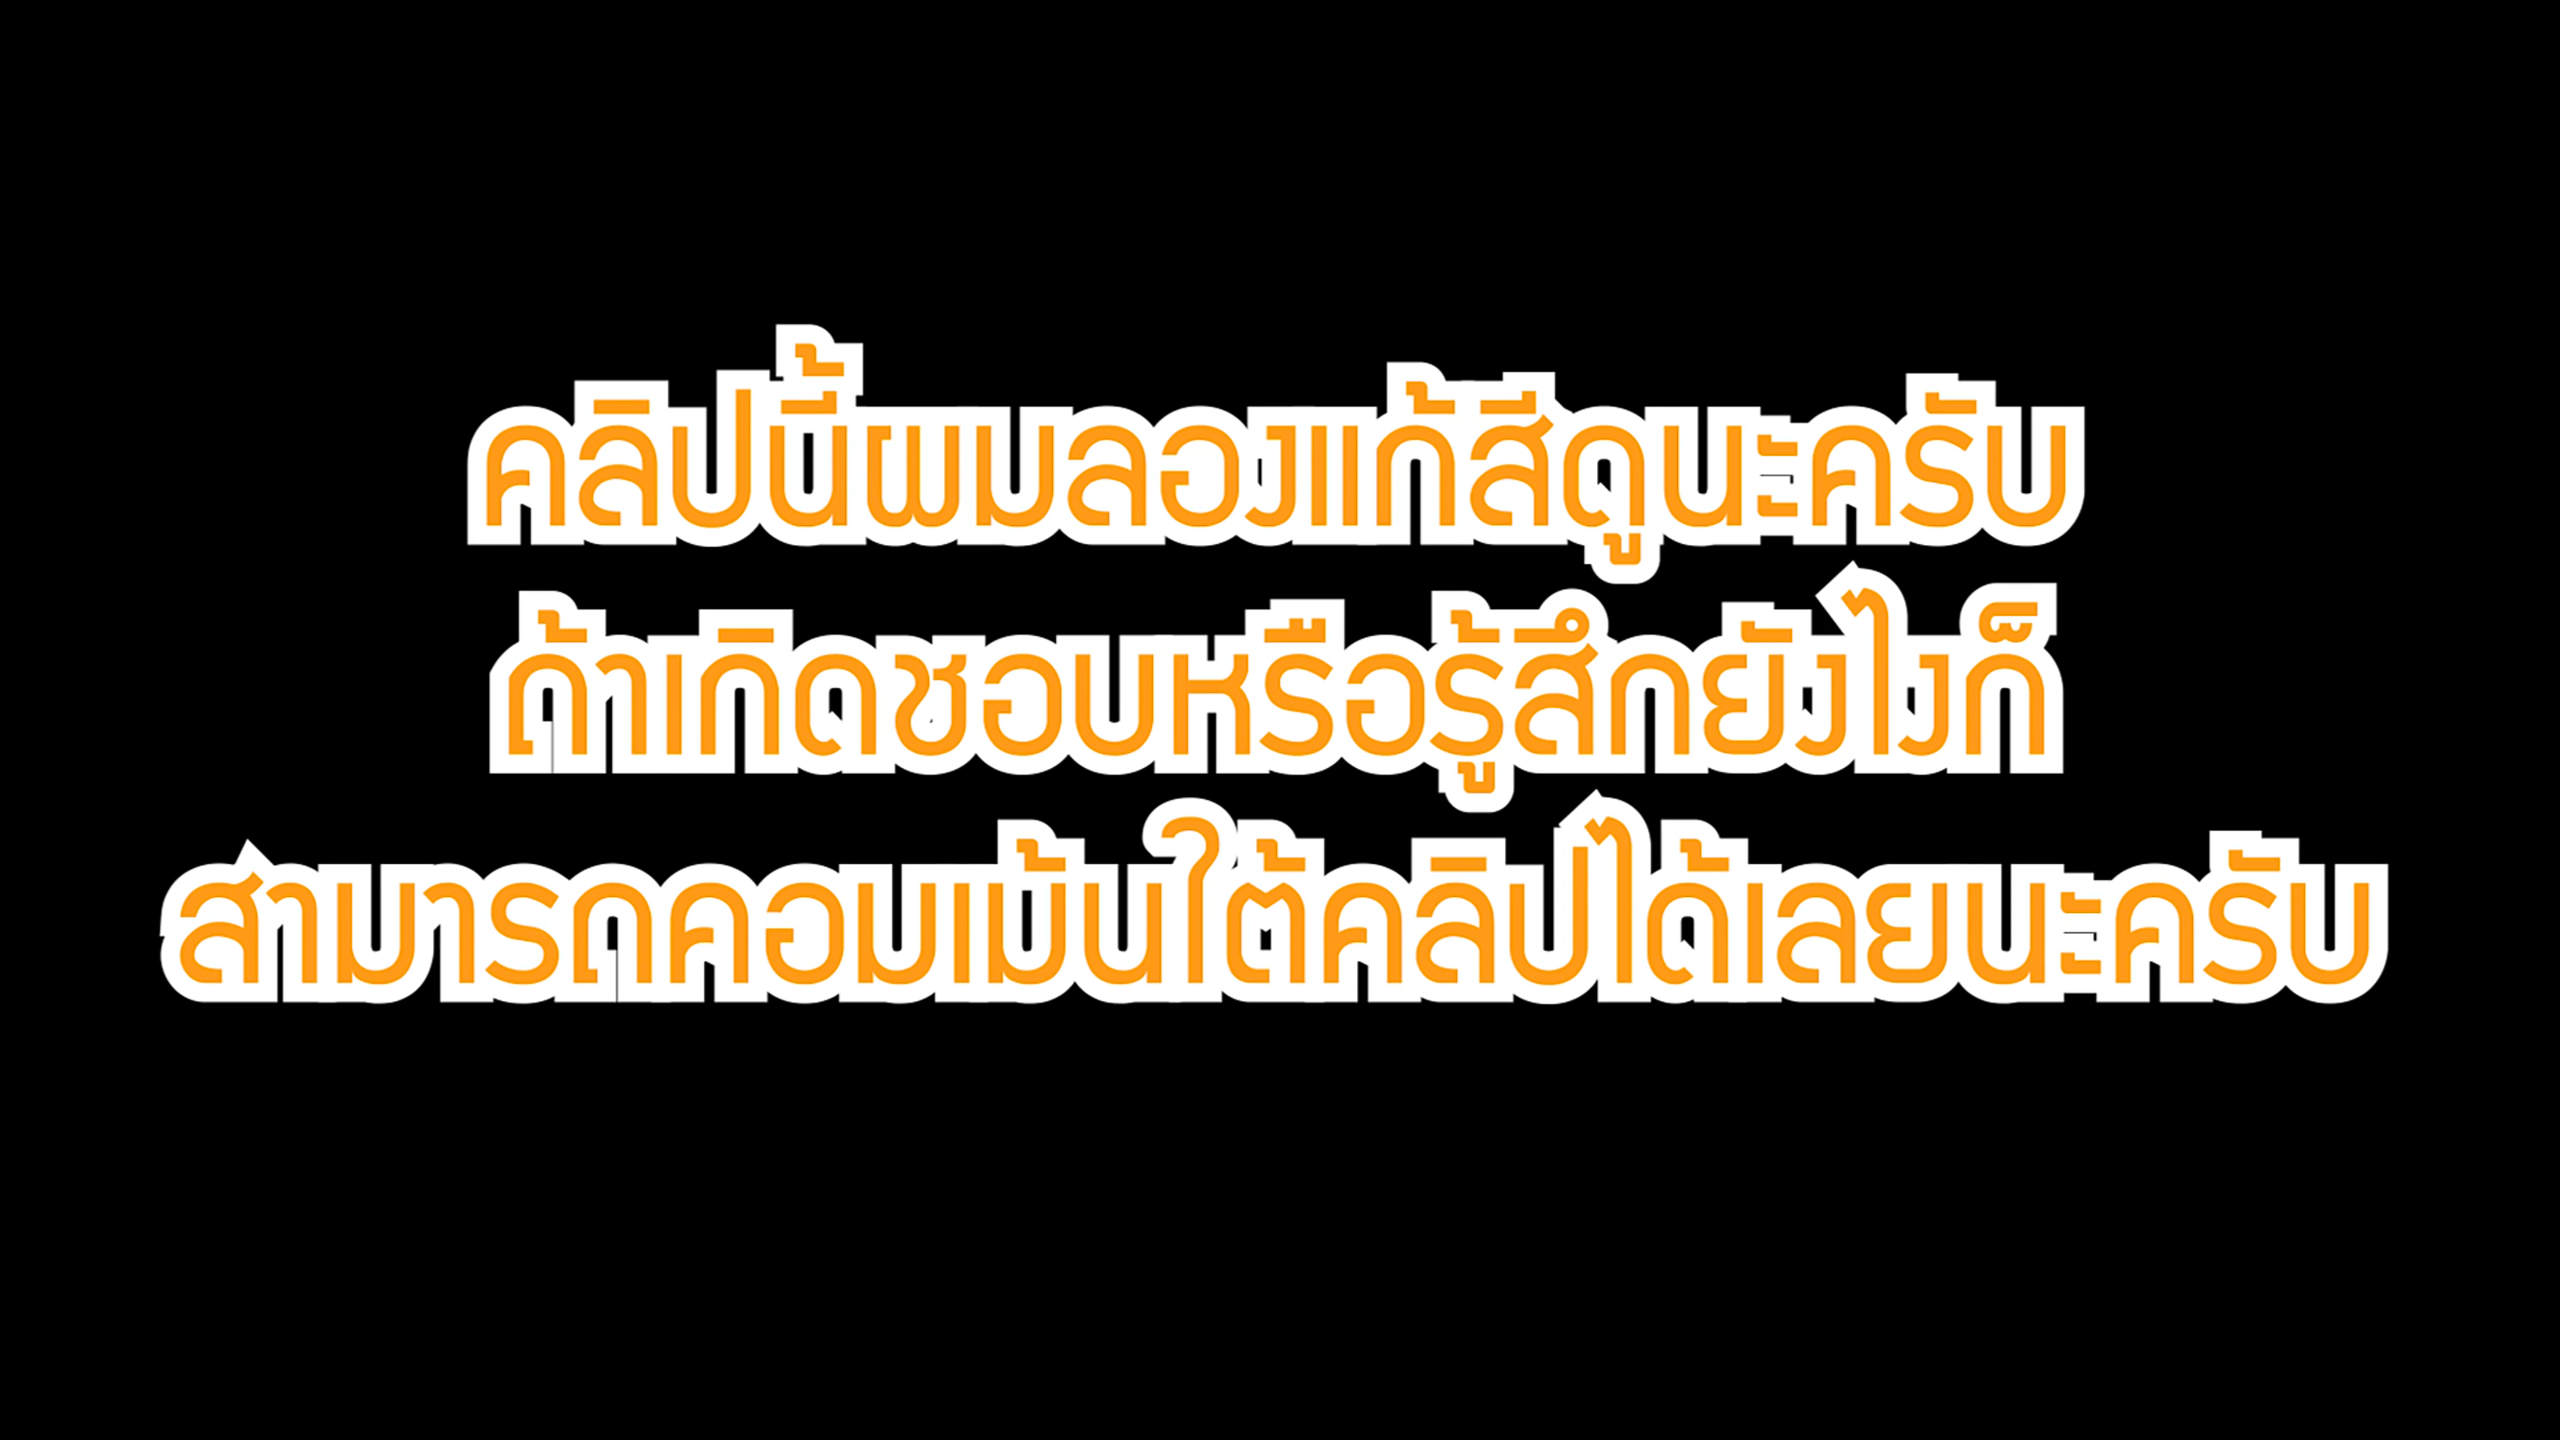 คลิปนี้ผมลองแก้สีดูนะครับ
ถ้าเกิดชอบหรือรู้สึกยังไงก็
สามารถคอมเม้นใต้คลิปได้เลยนะครับ